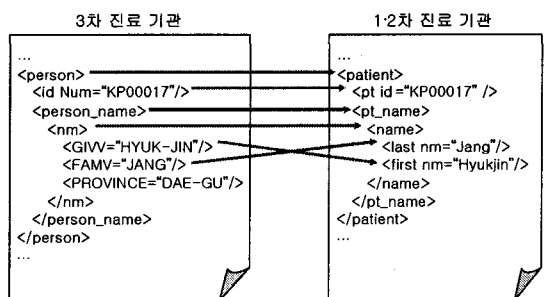 3차 진료 기관
...
<person>
<id Num="KP00017"/>
<person_name>
<nm>
<GIVV="HYUK-JIN"/>
<FAMV="JANG"/>
<PROVINCE="DAE-GU"/>
</nm>
</person_name>
</person>
...
1·2차 진료 기관
...
<patient>
<pt id="KP00017" />
<pt_name>
<name>
<last nm="Jang"/>
<first nm="Hyukjin"/>
</name>
</pt_name>
</patient>
...